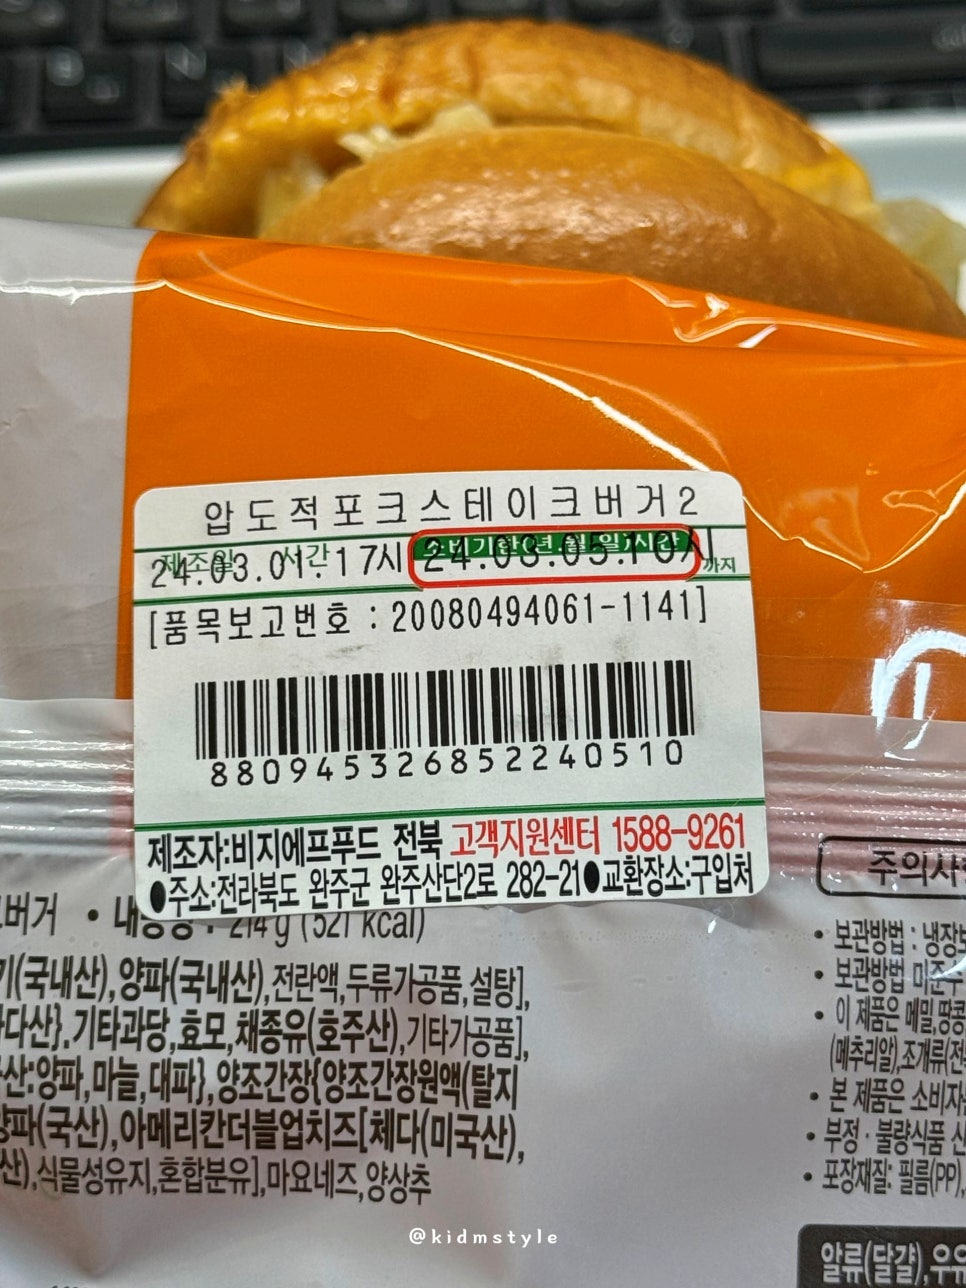 압도적포크스테이크버거2
제조일 시간 소비기한 년.월.일.시간
24.03.01.17시 24.03.05.10시 까지
[품목보고번호 : 20080494061-1141]
8809453268522240510
제조자:비지에프푸드 전북 고객지원센터 1588-9261
●주소:전라북도 완주군 완주산단2로 282-21●교환장소:구입처
버거 • 내용량 : 214 g (521 kcal)
기(국내산),양파(국내산),전란액,두류가공품,설탕],
다산},기타과당,효모,채종유(호주산),기타가공품],
산:양파,마늘,대파},양조간장{양조간장원액(탈지
양파(국산),아메리칸더블업치즈[체다(미국산),
산),식물성유지,혼합분유],마요네즈,양상추
주의사
• 보관방법 : 냉장보
• 보관방법 미준수
• 이 제품은 메밀,땅콩
(메추리알),조개류(전
• 본 제품은 소비자
• 부정·불량식품 신
• 포장재질: 필름(PP),
알류(달걀),우유
@kidmstyle